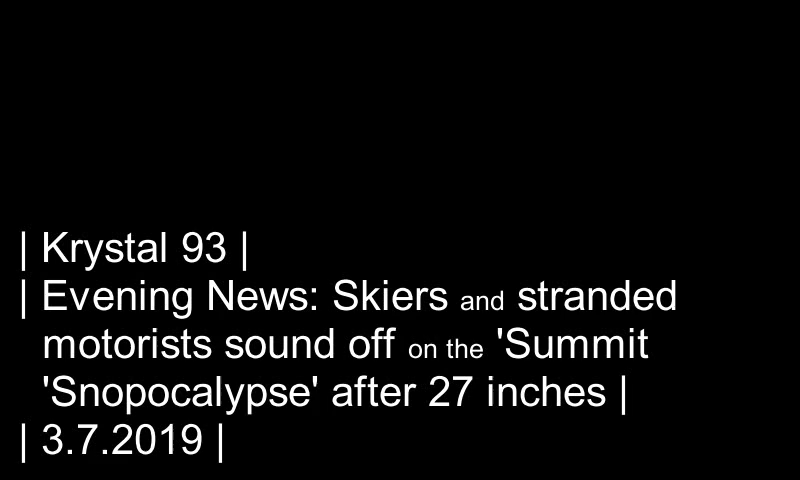 | Krystal 93 |
| Evening News: Skiers and stranded
motorists sound off on the 'Summit
'Snopocalypse' after 27 inches |
| 3.7.2019 |